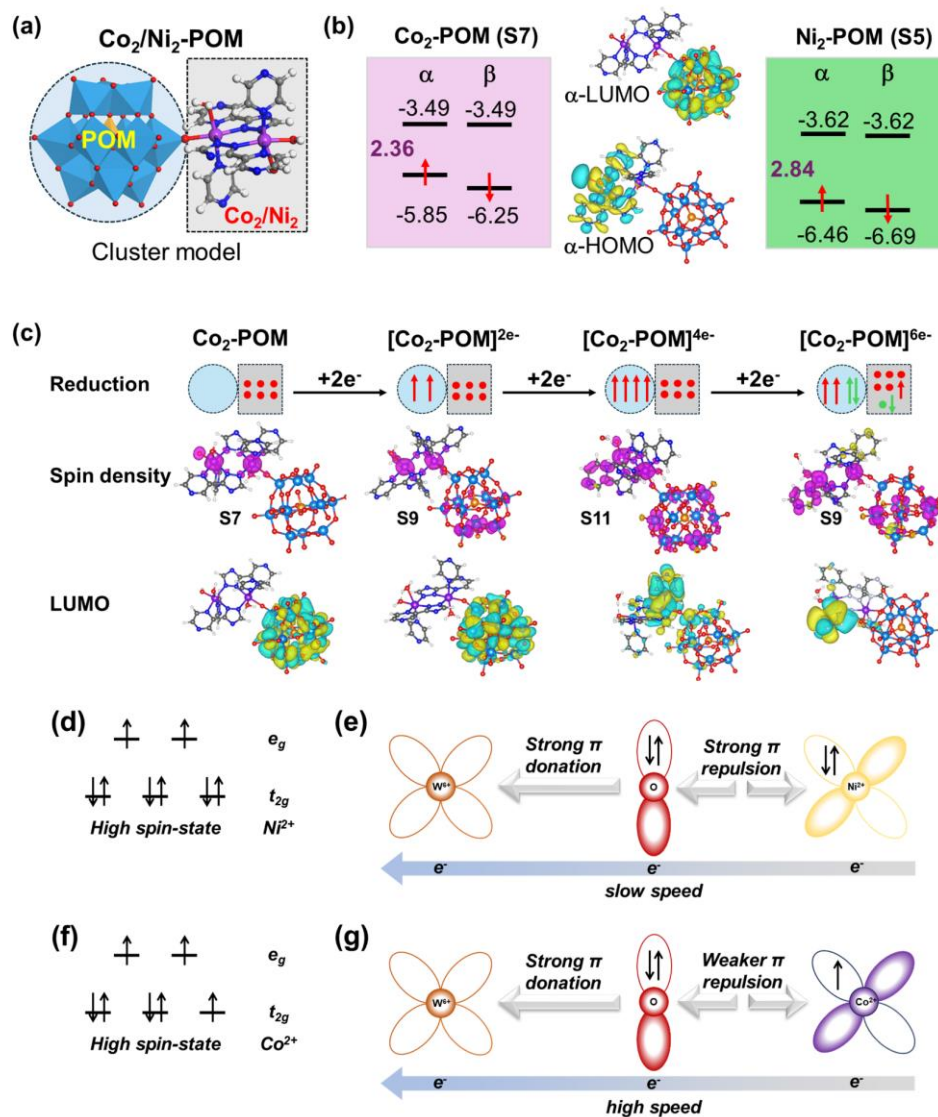 (a)
Co₂/Ni₂-POM
POM
Co₂/Ni₂
Cluster model
(b)
Co₂-POM (S7)
α β
-3.49 -3.49
2.36
-5.85 -6.25
α-LUMO
α-HOMO
Ni₂-POM (S5)
α β
-3.62 -3.62
2.84
-6.46 -6.69
(c)
Co₂-POM [Co₂-POM]²ᵉ⁻ [Co₂-POM]⁴ᵉ⁻ [Co₂-POM]⁶ᵉ⁻
Reduction +2e⁻ +2e⁻ +2e⁻
Spin density
S7 S9 S11 S9
LUMO
(d)
e_g
t_2g
High spin-state Ni²⁺
(e)
Strong π donation
Strong π repulsion
W⁶⁺ O Ni²⁺
e⁻ e⁻ e⁻
slow speed
(f)
e_g
t_2g
High spin-state Co²⁺
(g)
Strong π donation
Weaker π repulsion
W⁶⁺ O Co²⁺
e⁻ e⁻ e⁻
high speed